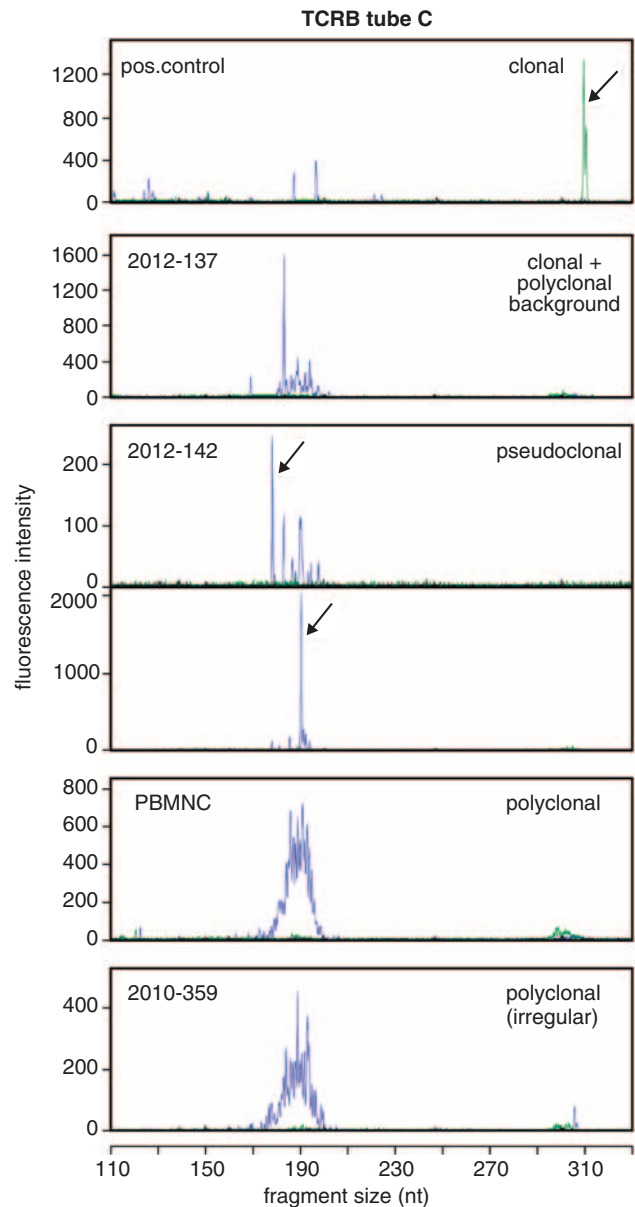 TCRB tube C
pos.control
clonal
1200
800
400
0
2012-137
clonal +
polyclonal
background
1600
1200
800
400
0
2012-142
pseudoclonal
200
100
0
2000
1000
0
fluorescence intensity
PBMNC
polyclonal
800
600
400
200
0
2010-359
polyclonal
(irregular)
400
200
0
110 150 190 230 270 310
fragment size (nt)